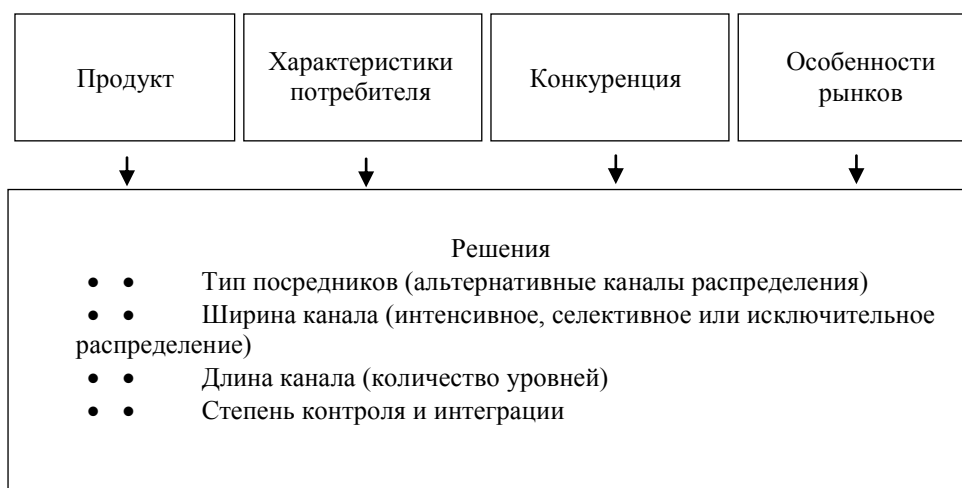 Продукт
Характеристики
потребителя
Конкуренция
Особенности
рынков
Решения
• • Тип посредников (альтернативные каналы распределения)
• • Ширина канала (интенсивное, селективное или исключительное
распределение)
• • Длина канала (количество уровней)
• • Степень контроля и интеграции